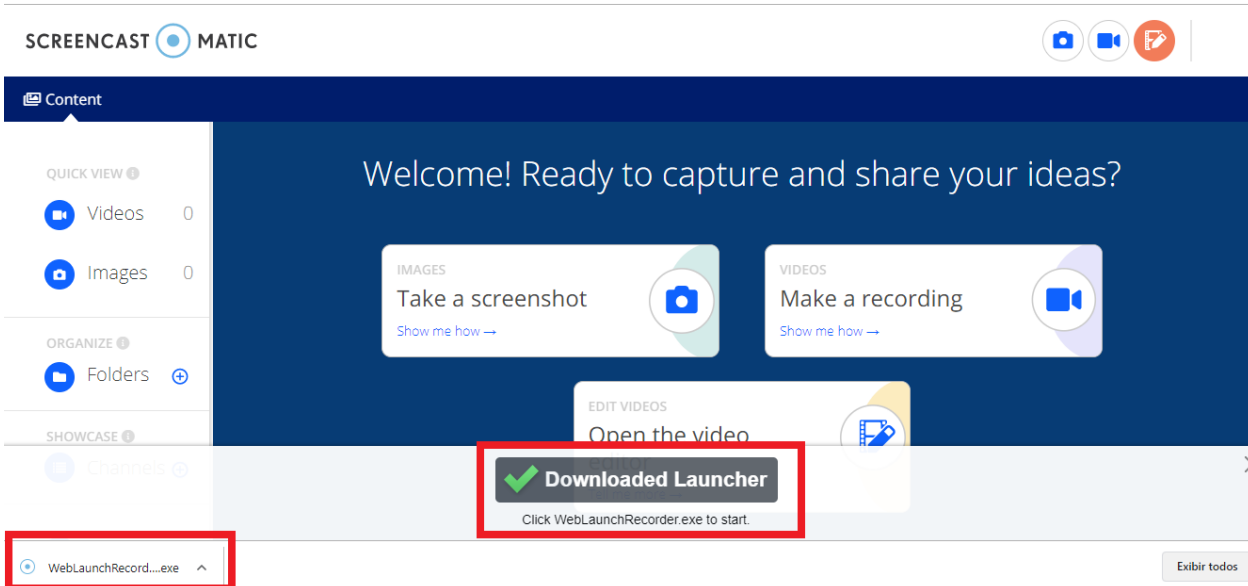 SCREENCAST MATIC
Content
QUICK VIEW
Videos 0
Images 0
ORGANIZE
Folders
SHOWCASE
Channels
Welcome! Ready to capture and share your ideas?
IMAGES
Take a screenshot
Show me how →
VIDEOS
Make a recording
Show me how →
EDIT VIDEOS
Open the video
editor
Downloaded Launcher
Click WebLaunchRecorder.exe to start.
WebLaunchRecord....exe
Exibir todos